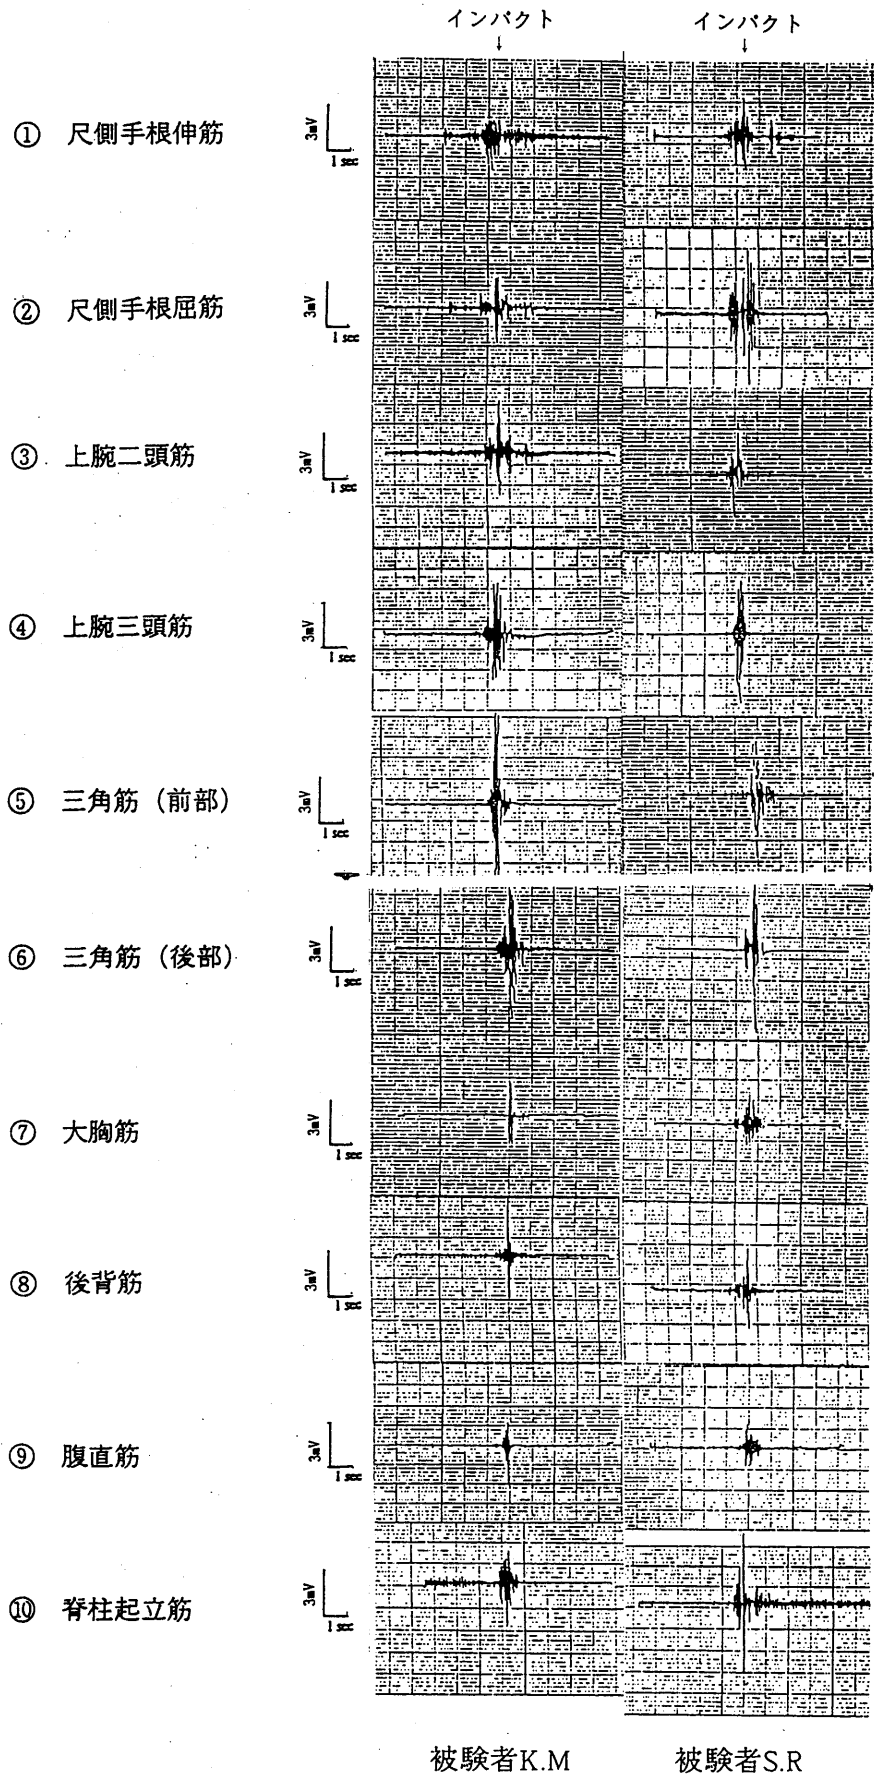 インパクト インパクト
↓ ↓
① 尺側手根伸筋 3mV 1 sec
② 尺側手根屈筋 3mV 1 sec
③ 上腕二頭筋 3mV 1 sec
④ 上腕三頭筋 3mV 1 sec
⑤ 三角筋（前部） 3mV 1 sec
⑥ 三角筋（後部） 3mV 1 sec
⑦ 大胸筋 3mV 1 sec
⑧ 後背筋 3mV 1 sec
⑨ 腹直筋 3mV 1 sec
⑩ 脊柱起立筋 3mV 1 sec
被験者K.M 被験者S.R